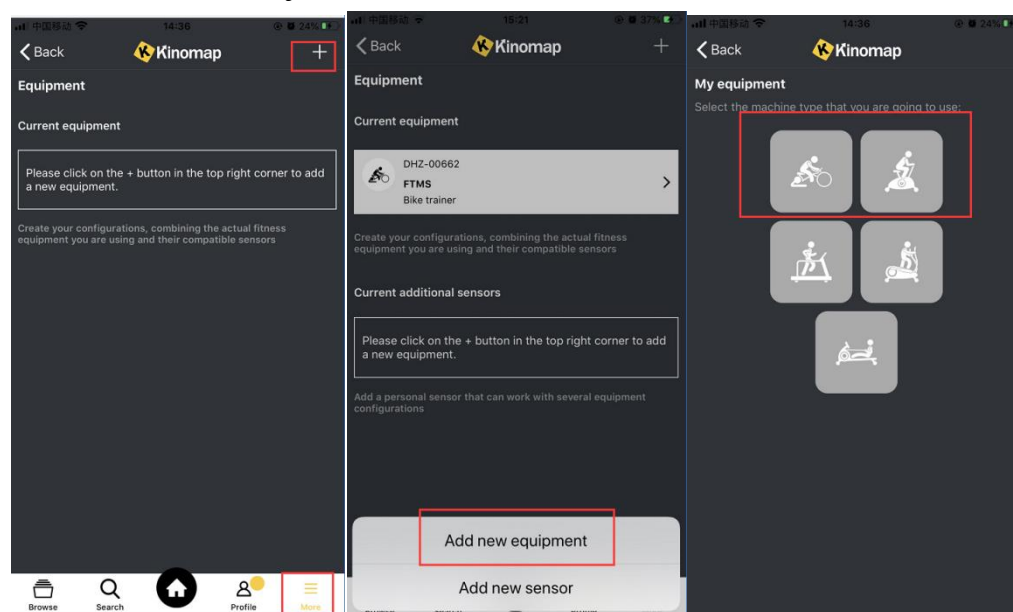 中国移动 14:36 24%
Back Kinomap +
Equipment
Current equipment
Please click on the + button in the top right corner to add
a new equipment.
Create your configurations, combining the actual fitness
equipment you are using and their compatible sensors
Browse Search Profile More
中国移动 15:21 37%
Back Kinomap +
Equipment
Current equipment
DHZ-00662
FTMS
Bike trainer
Create your configurations, combining the actual fitness
equipment you are using and their compatible sensors
Current additional sensors
Please click on the + button in the top right corner to add
a new equipment.
Add a personal sensor that can work with several equipment
configurations
Add new equipment
Add new sensor
中国移动 14:36 24%
Back Kinomap
My equipment
Select the machine type that you are going to use: